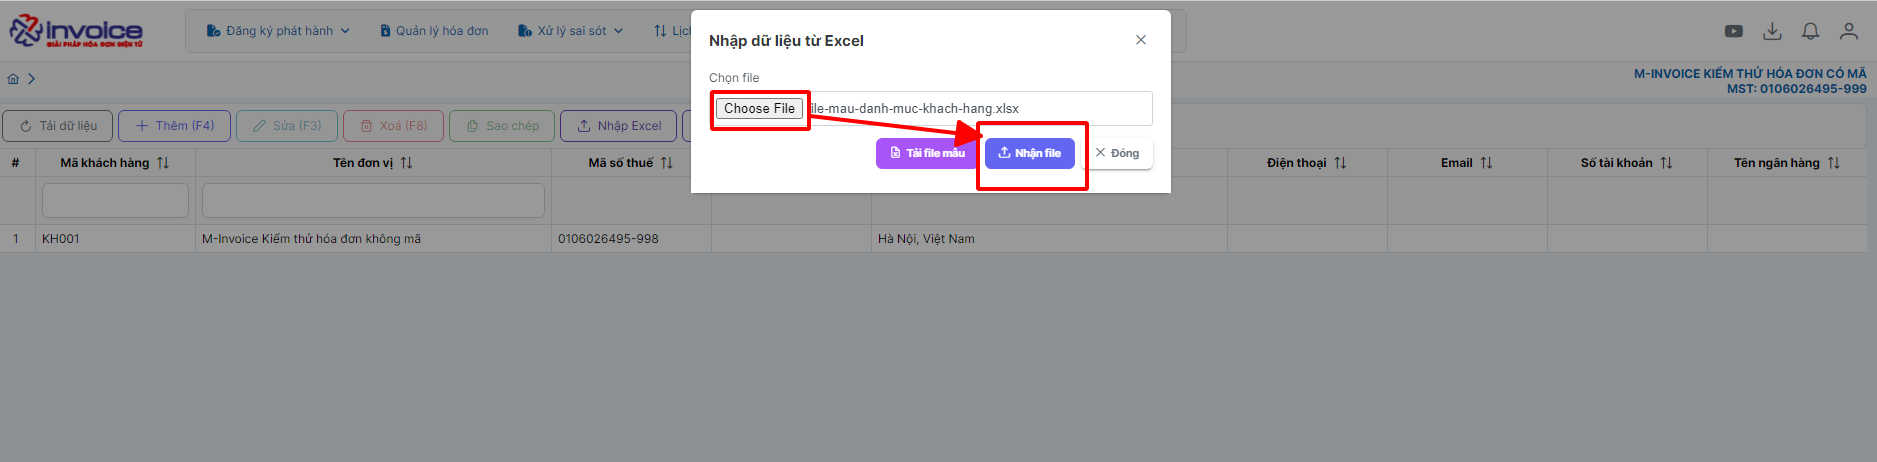 invoice
GIẢI PHÁP HÓA ĐƠN ĐIỆN TỬ
Đăng ký phát hành
Quản lý hóa đơn
Xử lý sai sót
Lịch
M-INVOICE KIỂM THỬ HÓA ĐƠN CÓ MÃ
MST: 0106026495-999
Nhập dữ liệu từ Excel
Chọn file
Choose File
ile-mau-danh-muc-khach-hang.xlsx
Tải file mẫu
Nhận file
Đóng
Tải dữ liệu
Thêm (F4)
Sửa (F3)
Xoá (F8)
Sao chép
Nhập Excel
# Mã khách hàng Tên đơn vị Mã số thuế Điện thoại Email Số tài khoản Tên ngân hàng
1 KH001 M-Invoice Kiểm thử hóa đơn không mã 0106026495-998 Hà Nội, Việt Nam